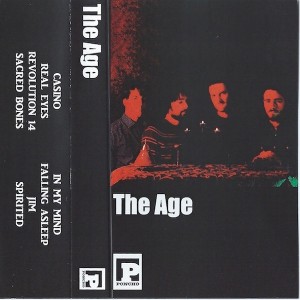 CASINO
REAL EYES
REVOLUTION 14
SACRED BONES
IN MY MIND
FALLING ASLEEP
JIM
SPIRITED
The Age
P
PONCHO
The Age
P
PONCHO